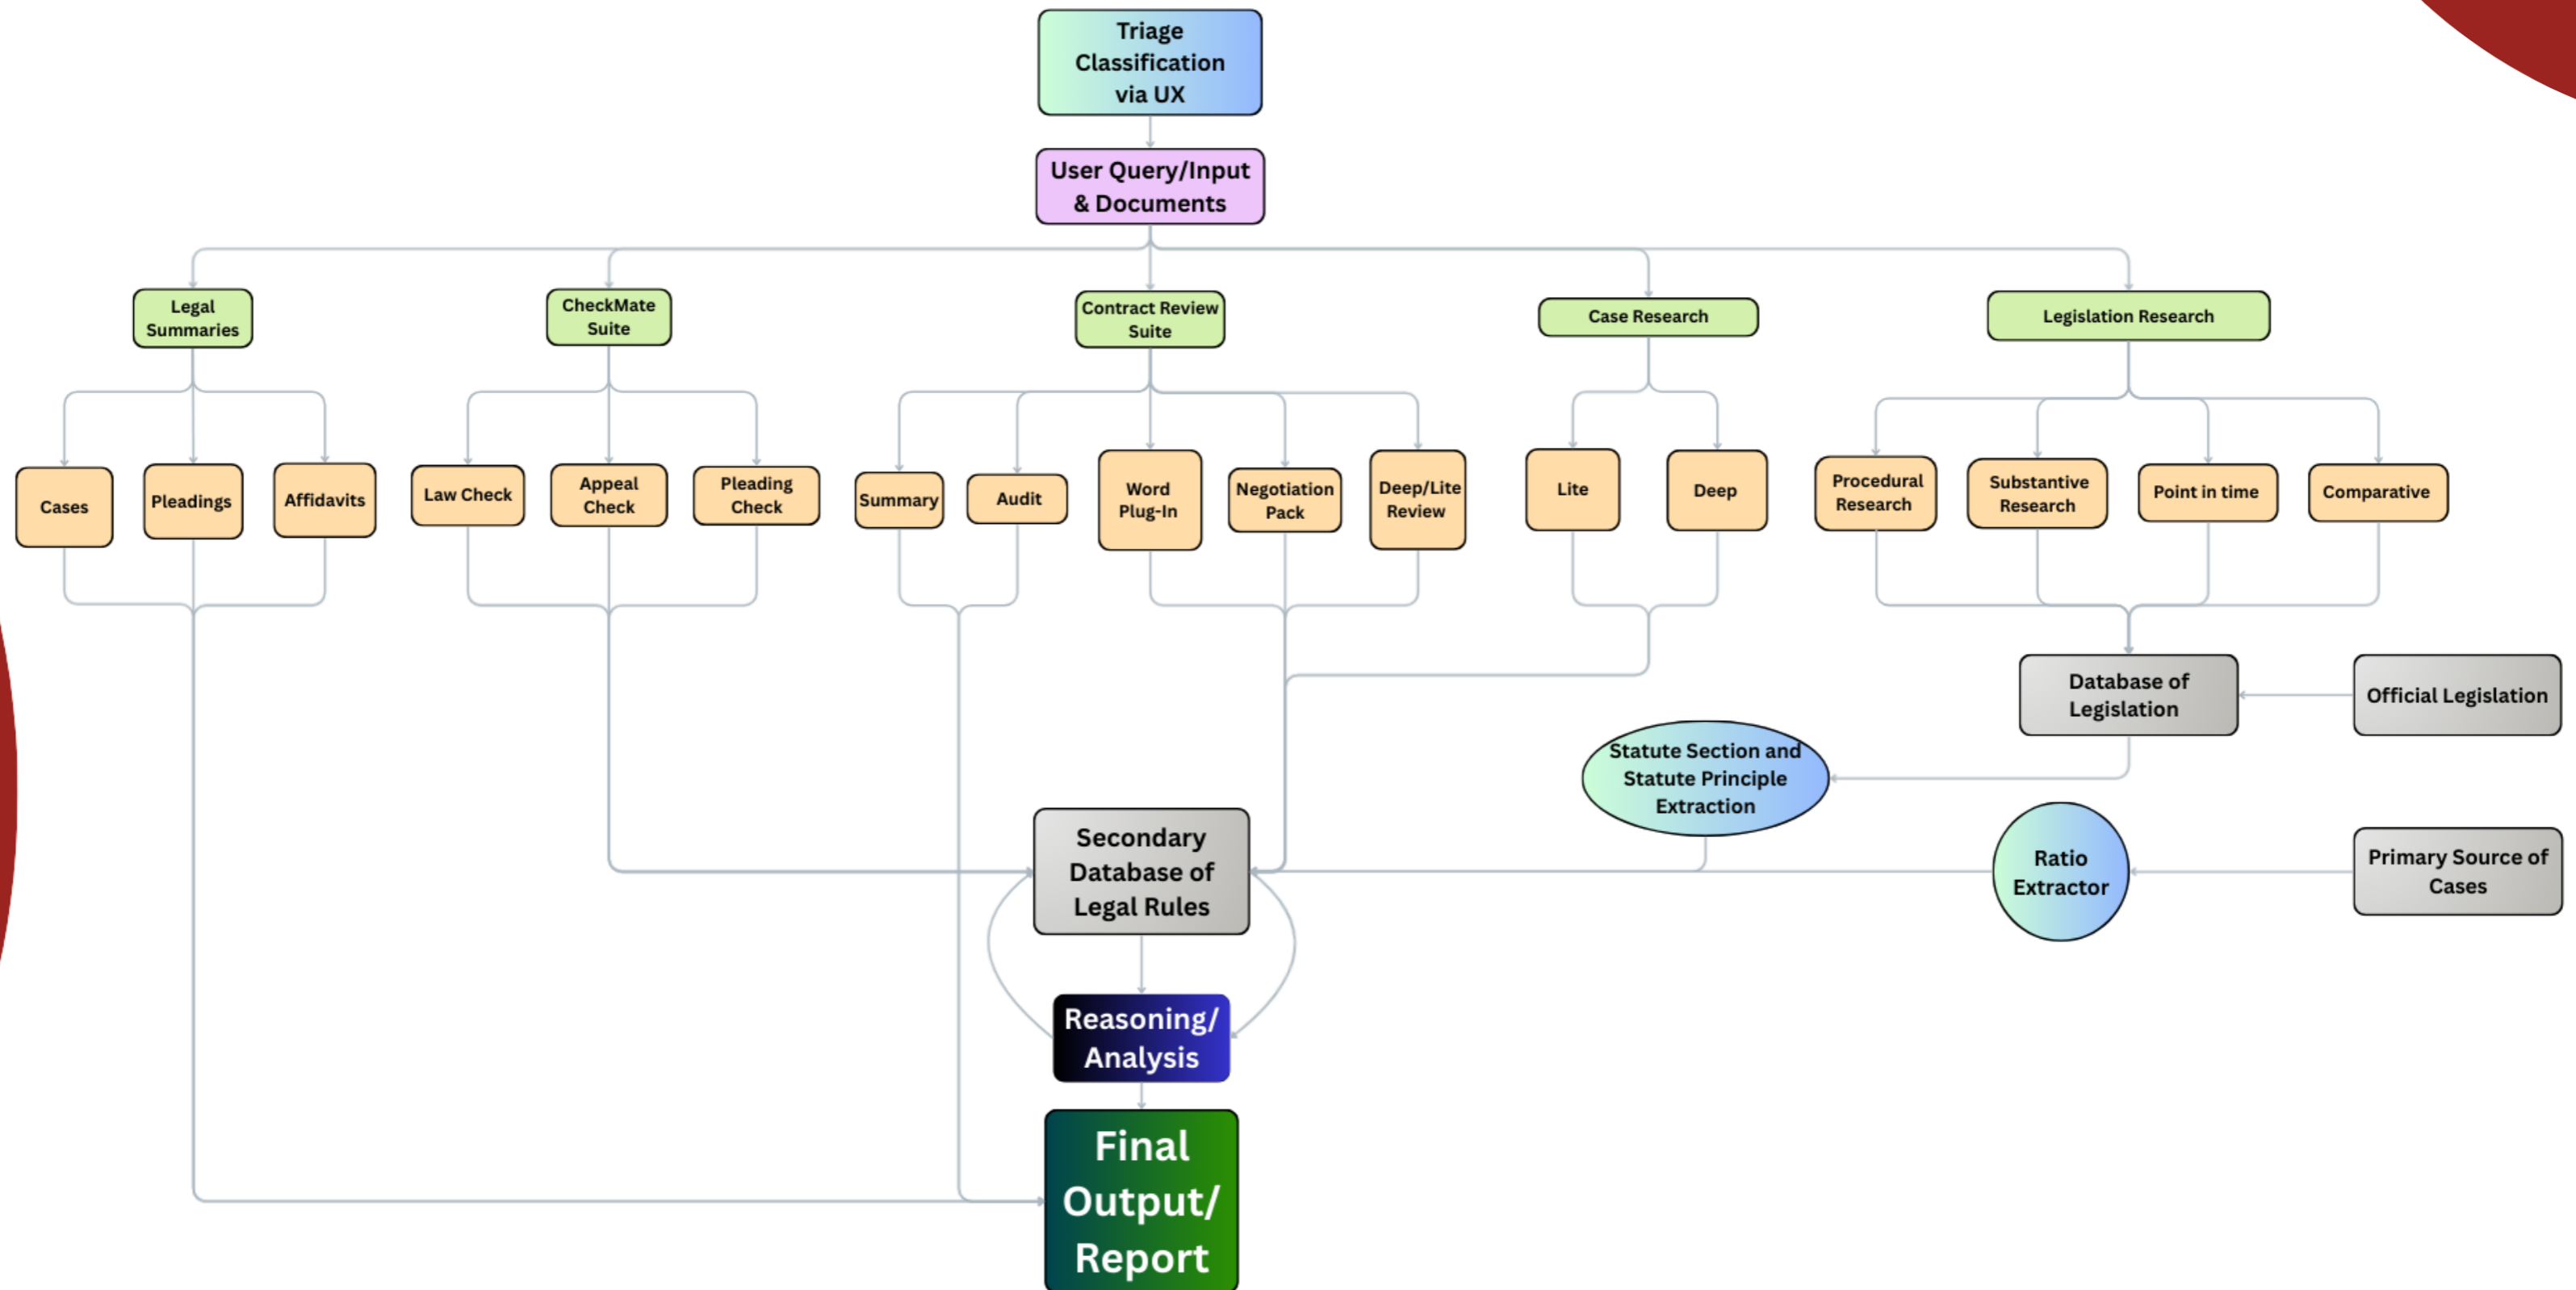 Triage
Classification
via UX
User Query/Input
& Documents
Legal
Summaries
CheckMate
Suite
Contract Review
Suite
Case Research
Legislation Research
Cases
Pleadings
Affidavits
Law Check
Appeal
Check
Pleading
Check
Summary
Audit
Word
Plug-In
Negotiation
Pack
Deep/Lite
Review
Lite
Deep
Procedural
Research
Substantive
Research
Point in time
Comparative
Database of
Legislation
Official Legislation
Statute Section and
Statute Principle
Extraction
Secondary
Database of
Legal Rules
Ratio
Extractor
Primary Source of
Cases
Reasoning/
Analysis
Final
Output/
Report